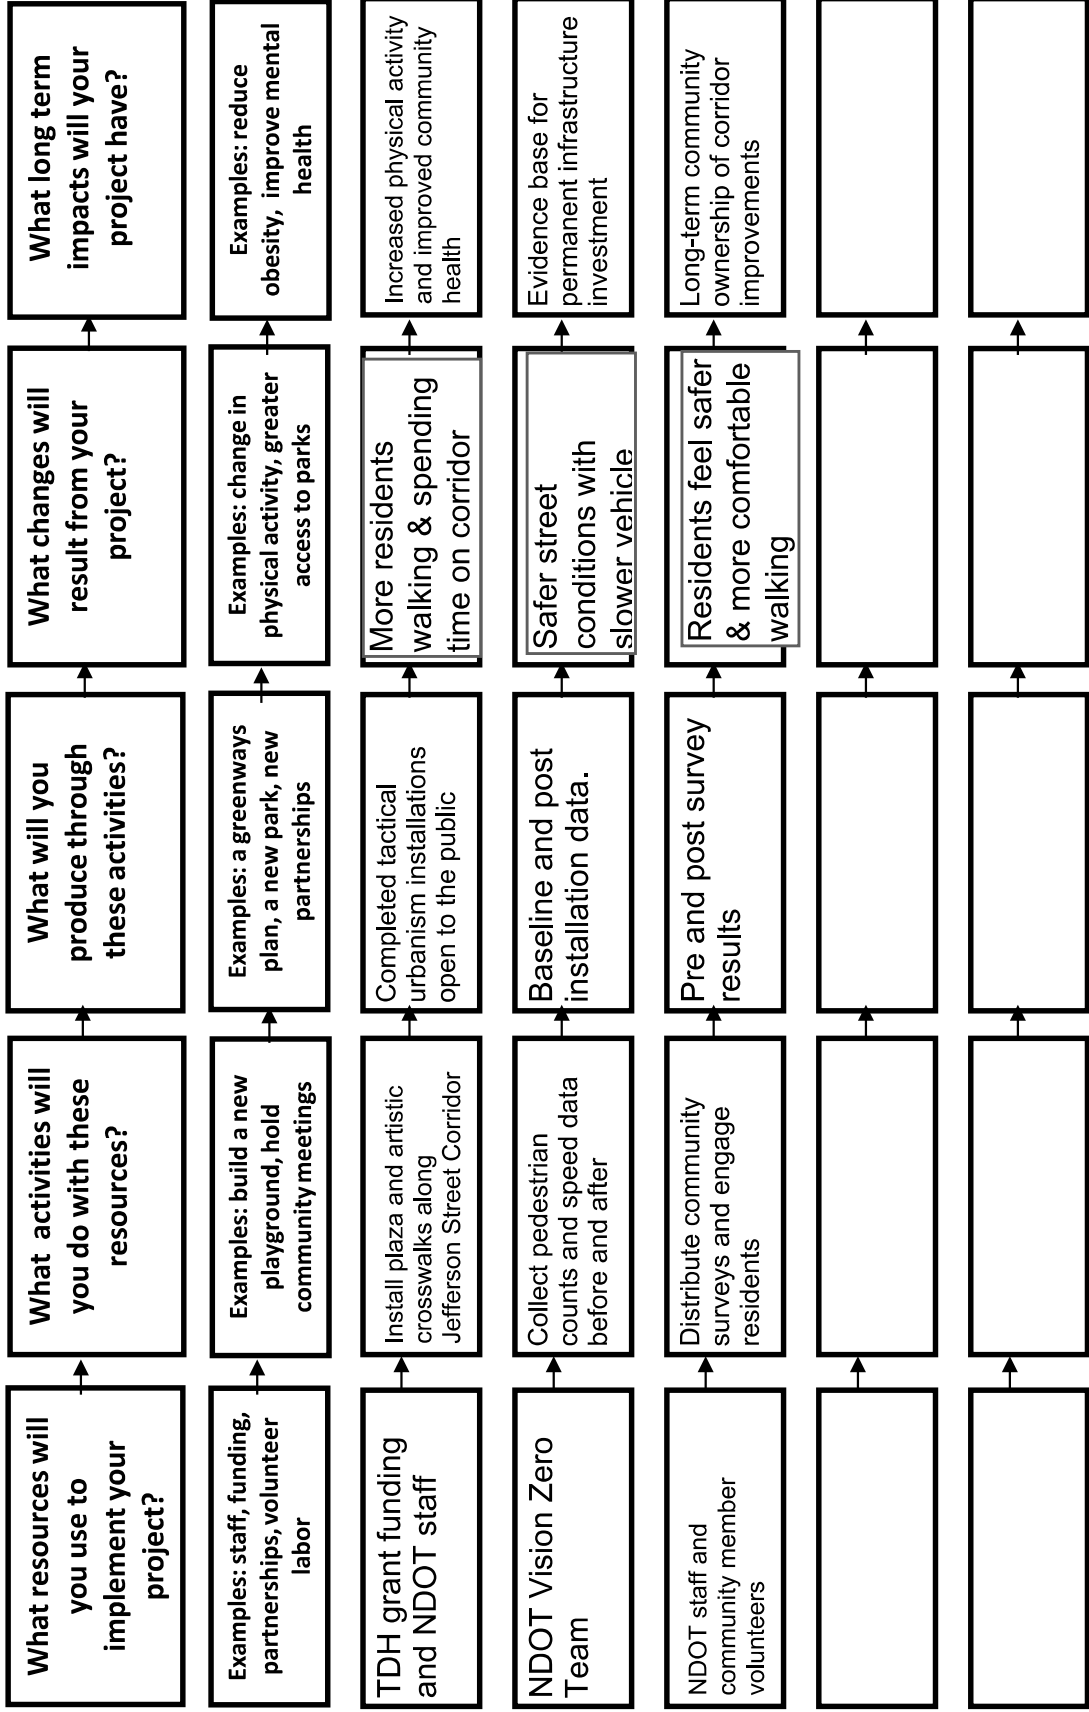 What resources will
you use to
implement your
project?
What activities will
you do with these
resources?
What will you
produce through
these activities?
What changes will
result from your
project?
What long term
impacts will your
project have?
Examples: staff, funding,
partnerships, volunteer
labor
Examples: build a new
playground, hold
community meetings
Examples: a greenways
plan, a new park, new
partnerships
Examples: change in
physical activity, greater
access to parks
Examples: reduce
obesity, improve mental
health
TDH grant funding
and NDOT staff
Install plaza and artistic
crosswalks along
Jefferson Street Corridor
Completed tactical
urbanism installations
open to the public
More residents
walking & spending
time on corridor
Increased physical activity
and improved community
health
NDOT Vision Zero
Team
Collect pedestrian
counts and speed data
before and after
Baseline and post
installation data.
Safer street
conditions with
slower vehicle
Evidence base for
permanent infrastructure
investment
NDOT staff and
community member
volunteers
Distribute community
surveys and engage
residents
Pre and post survey
results
Residents feel safer
& more comfortable
walking
Long-term community
ownership of corridor
improvements